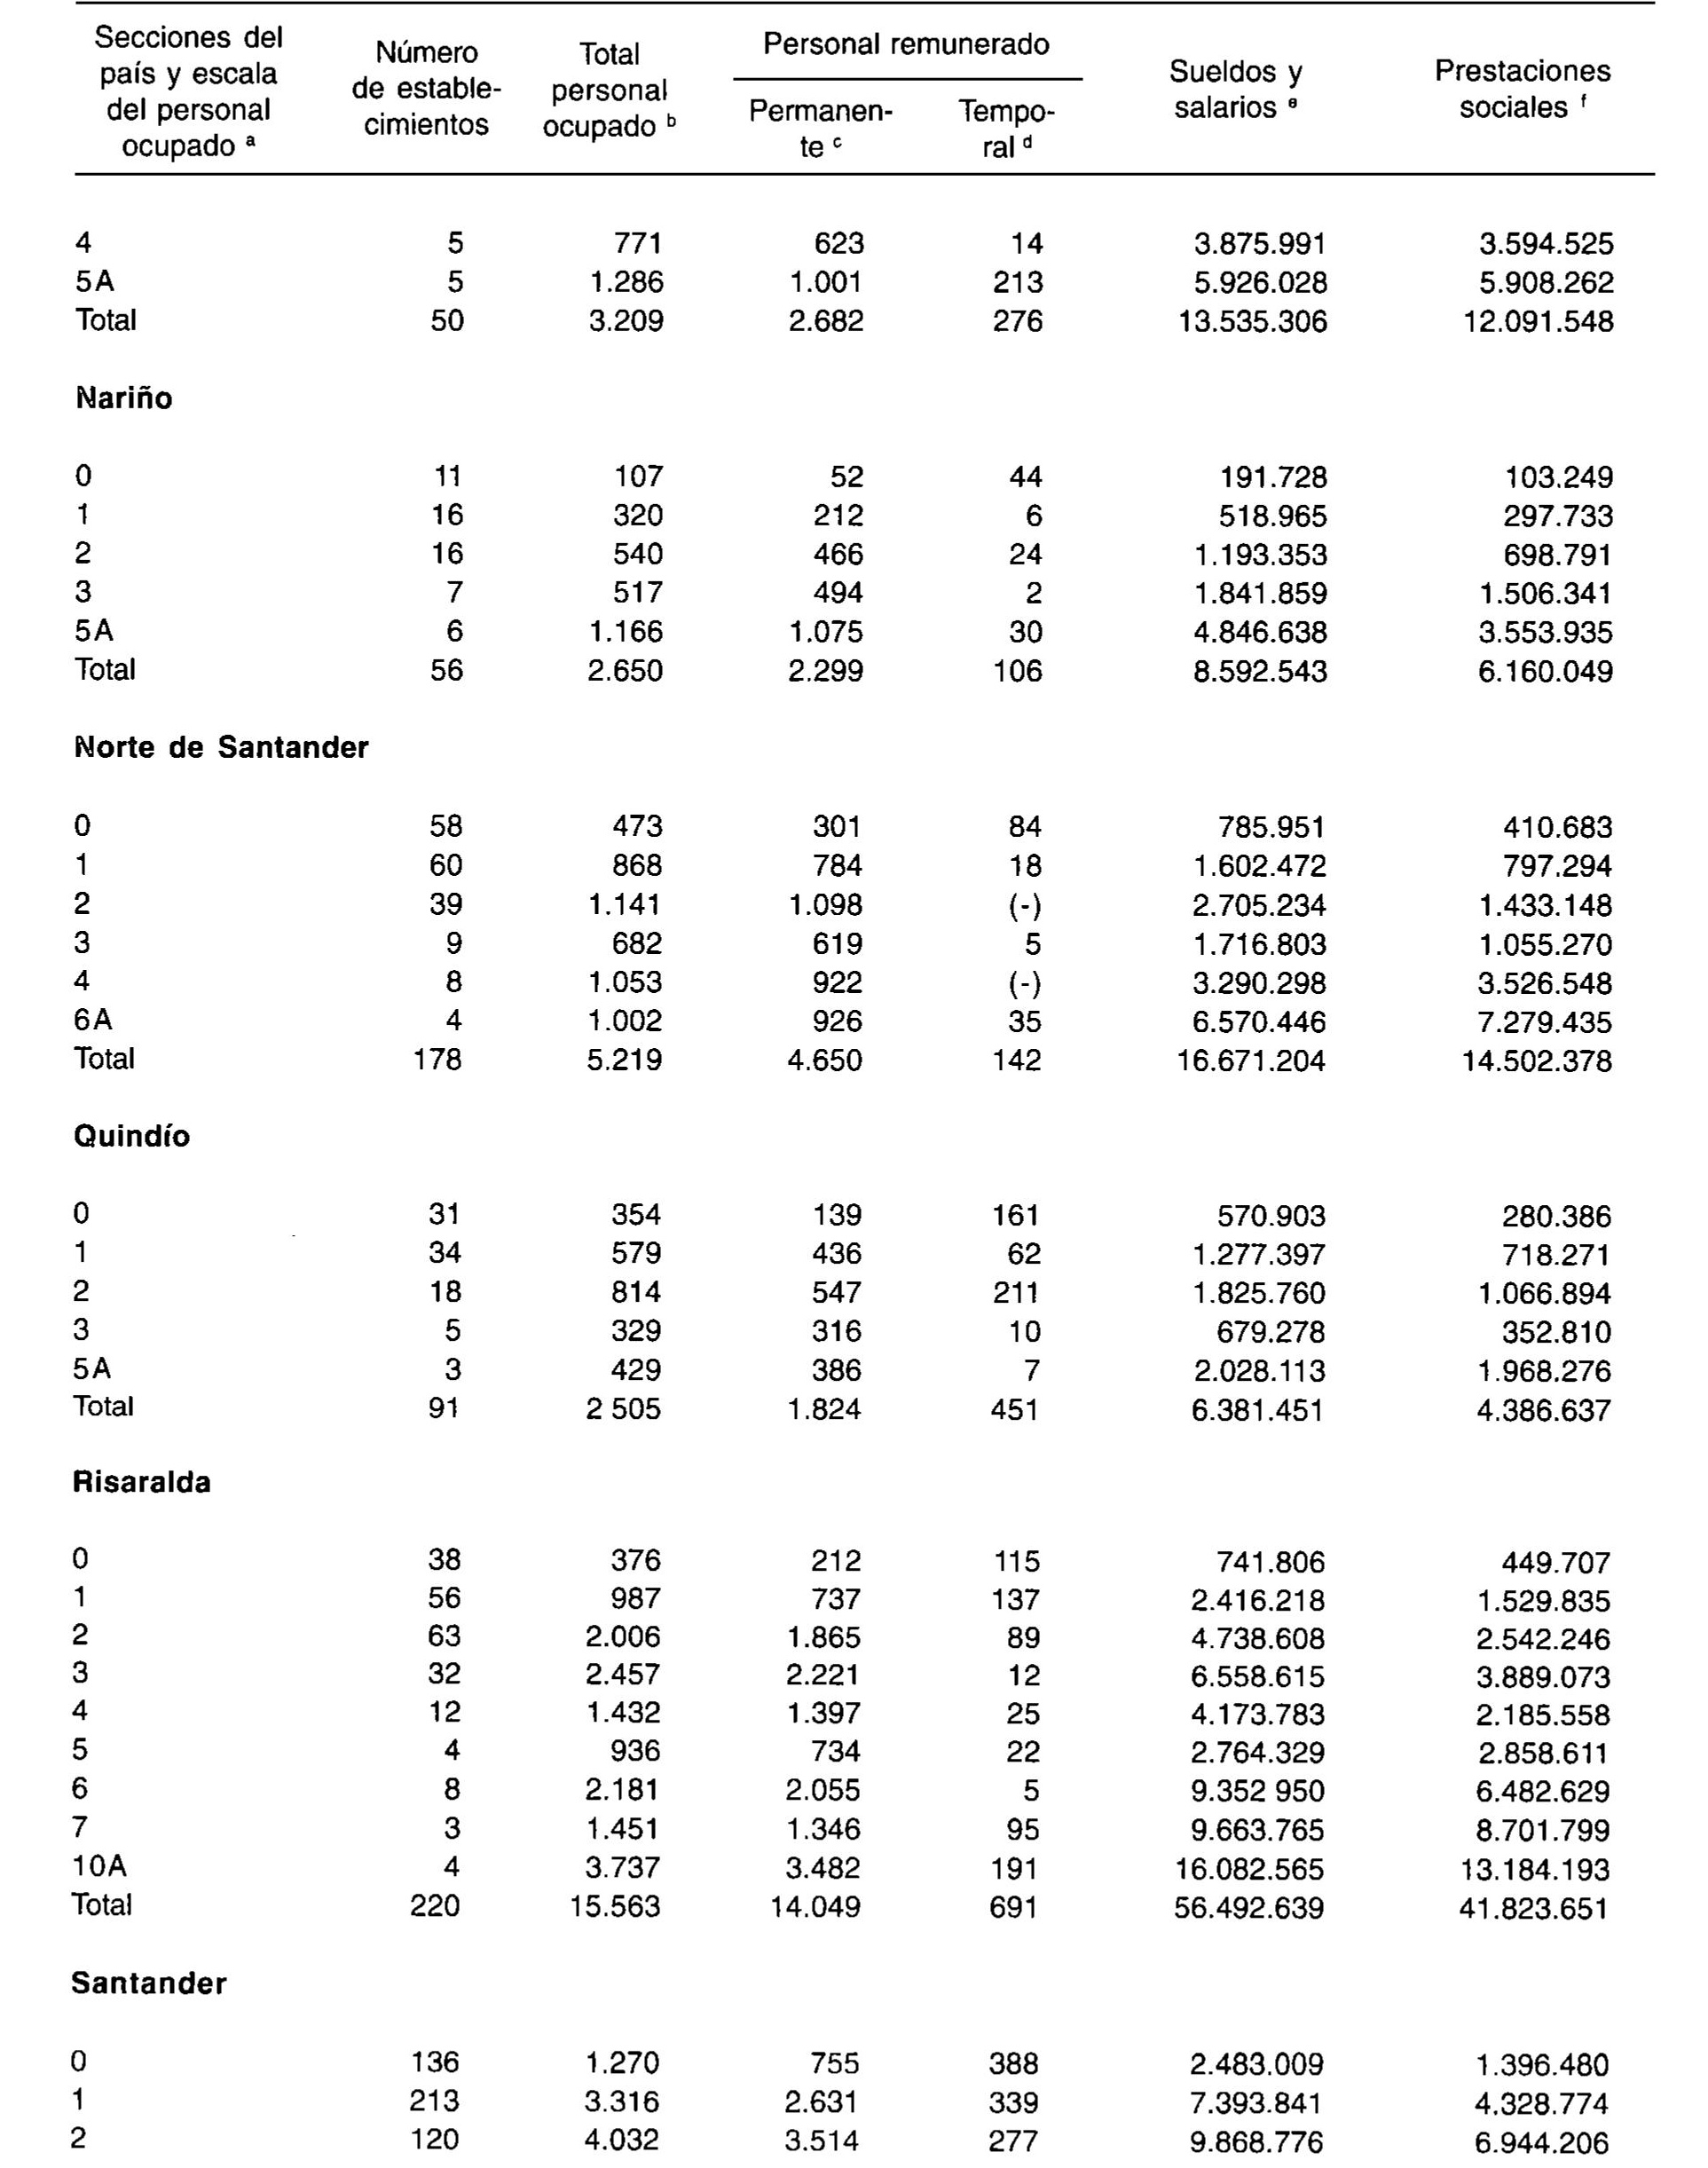 Secciones del país y escala del personal ocupado a | Número de estable-cimientos | Total personal ocupado b | Personal remunerado Permanen-te c | Personal remunerado Tempo-ral d | Sueldos y salarios e | Prestaciones sociales f
4 5 771 623 14 3.875.991 3.594.525
5A 5 1.286 1.001 213 5.926.028 5.908.262
Total 50 3.209 2.682 276 13.535.306 12.091.548
Nariño
0 11 107 52 44 191.728 103.249
1 16 320 212 6 518.965 297.733
2 16 540 466 24 1.193.353 698.791
3 7 517 494 2 1.841.859 1.506.341
5A 6 1.166 1.075 30 4.846.638 3.553.935
Total 56 2.650 2.299 106 8.592.543 6.160.049
Norte de Santander
0 58 473 301 84 785.951 410.683
1 60 868 784 18 1.602.472 797.294
2 39 1.141 1.098 (-) 2.705.234 1.433.148
3 9 682 619 5 1.716.803 1.055.270
4 8 1.053 922 (-) 3.290.298 3.526.548
6A 4 1.002 926 35 6.570.446 7.279.435
Total 178 5.219 4.650 142 16.671.204 14.502.378
Quindío
0 31 354 139 161 570.903 280.386
1 34 579 436 62 1.277.397 718.271
2 18 814 547 211 1.825.760 1.066.894
3 5 329 316 10 679.278 352.810
5A 3 429 386 7 2.028.113 1.968.276
Total 91 2 505 1.824 451 6.381.451 4.386.637
Risaralda
0 38 376 212 115 741.806 449.707
1 56 987 737 137 2.416.218 1.529.835
2 63 2.006 1.865 89 4.738.608 2.542.246
3 32 2.457 2.221 12 6.558.615 3.889.073
4 12 1.432 1.397 25 4.173.783 2.185.558
5 4 936 734 22 2.764.329 2.858.611
6 8 2.181 2.055 5 9.352 950 6.482.629
7 3 1.451 1.346 95 9.663.765 8.701.799
10A 4 3.737 3.482 191 16.082.565 13.184.193
Total 220 15.563 14.049 691 56.492.639 41.823.651
Santander
0 136 1.270 755 388 2.483.009 1.396.480
1 213 3.316 2.631 339 7.393.841 4.328.774
2 120 4.032 3.514 277 9.868.776 6.944.206